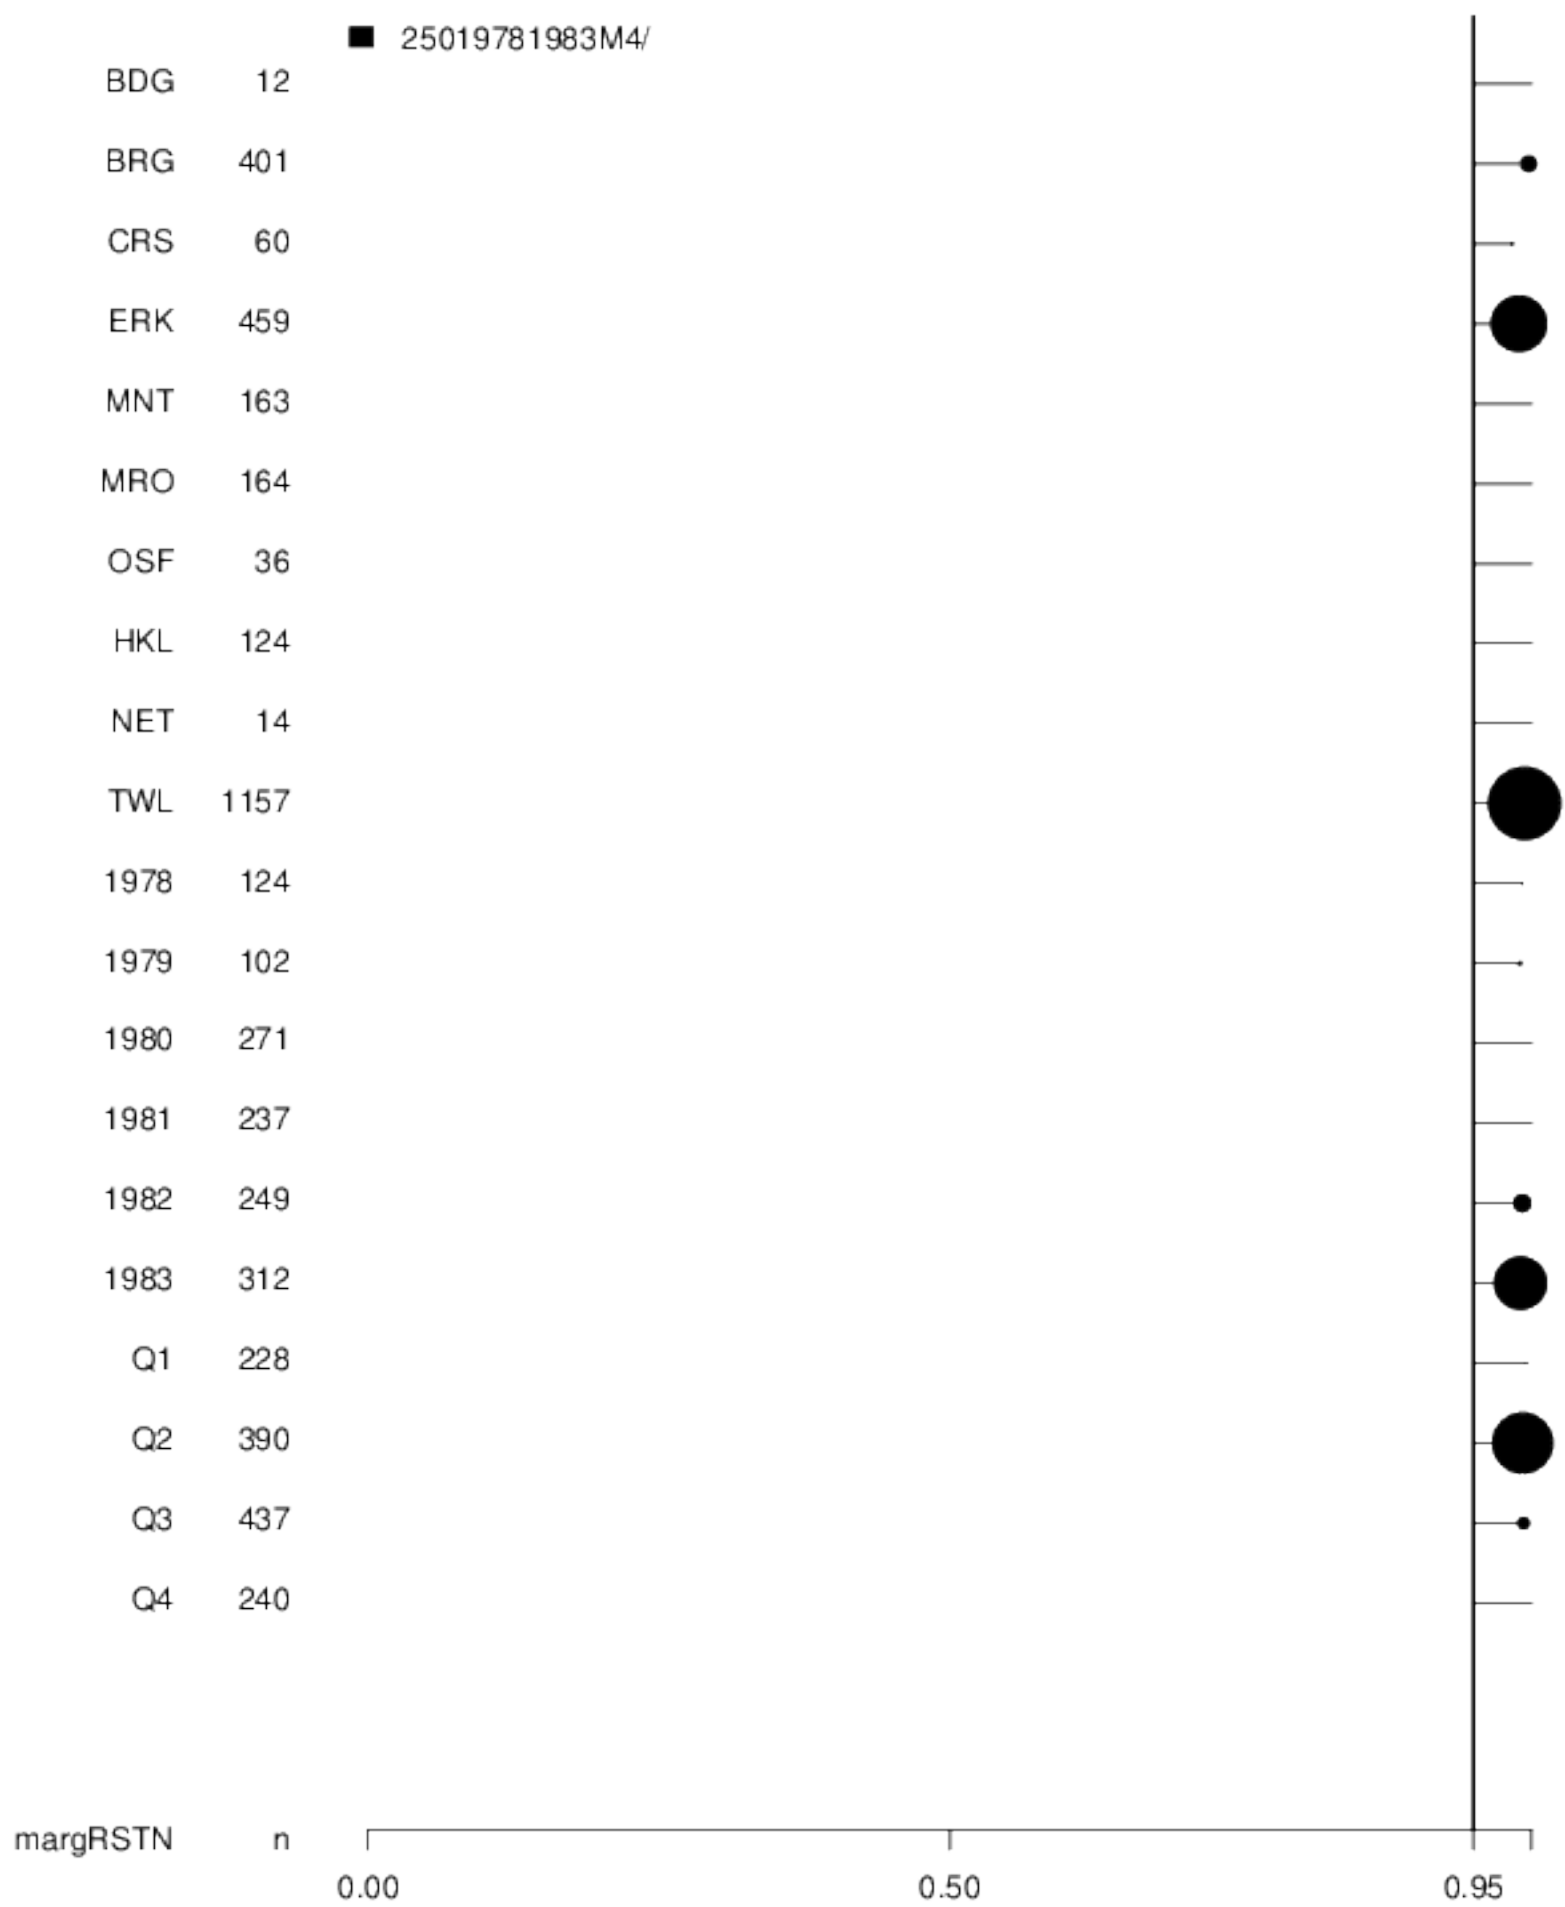 25019781983M4/
BDG 12
BRG 401
CRS 60
ERK 459
MNT 163
MRO 164
OSF 36
HKL 124
NET 14
TWL 1157
1978 124
1979 102
1980 271
1981 237
1982 249
1983 312
Q1 228
Q2 390
Q3 437
Q4 240
margRSTN n
0.00 0.50 0.95